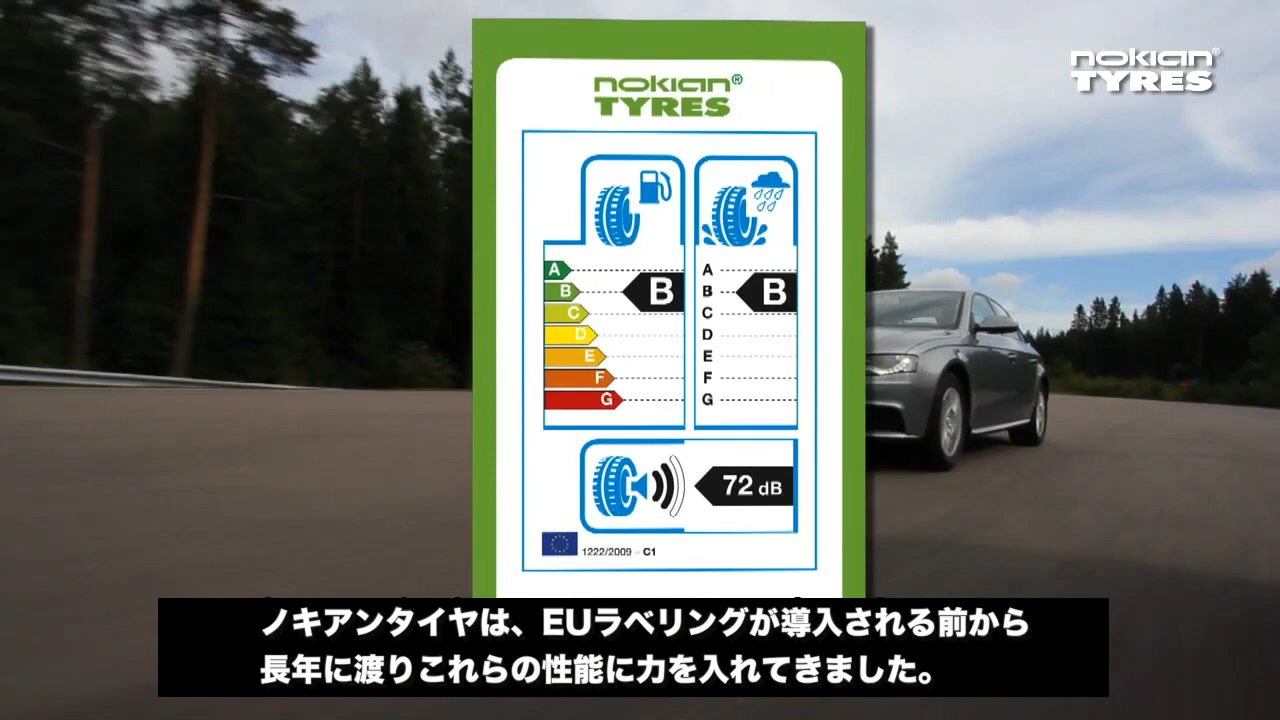 nokian®
TYRES
nokian®
TYRES
A
B
C
D
E
F
G
B
A
B
C
D
E
F
G
B
72 dB
1222/2009 - C1
ノキアンタイヤは、EUラベリングが導入される前から
長年に渡りこれらの性能に力を入れてきました。